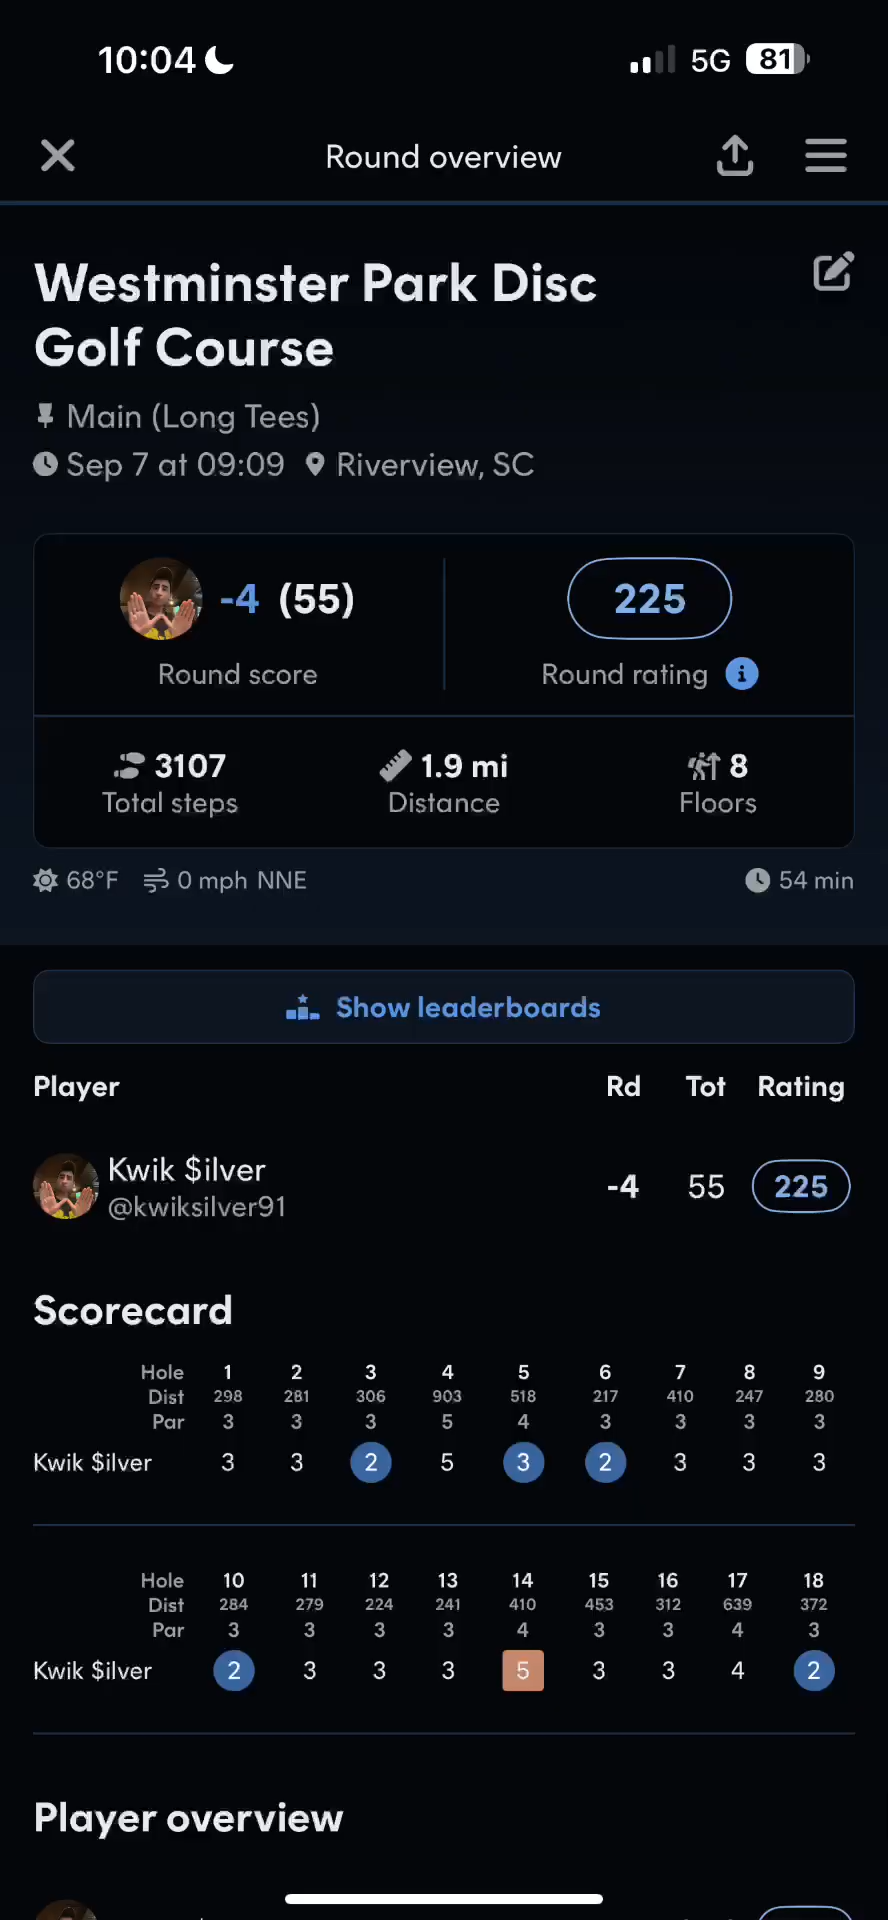 10:04 5G 81
Round overview
Westminster Park Disc
Golf Course
Main (Long Tees)
Sep 7 at 09:09 Riverview, SC
-4 (55) 225
Round score Round rating i
3107 1.9 mi 8
Total steps Distance Floors
68°F 0 mph NNE 54 min
Show leaderboards
Player Rd Tot Rating
Kwik $ilver
@kwiksilver91
-4 55 225
Scorecard
Hole 1 2 3 4 5 6 7 8 9
Dist 298 281 306 903 518 217 410 247 280
Par 3 3 3 5 4 3 3 3 3
Kwik $ilver 3 3 2 5 3 2 3 3 3
Hole 10 11 12 13 14 15 16 17 18
Dist 284 279 224 241 410 453 312 639 372
Par 3 3 3 3 4 3 3 4 3
Kwik $ilver 2 3 3 3 5 3 3 4 2
Player overview